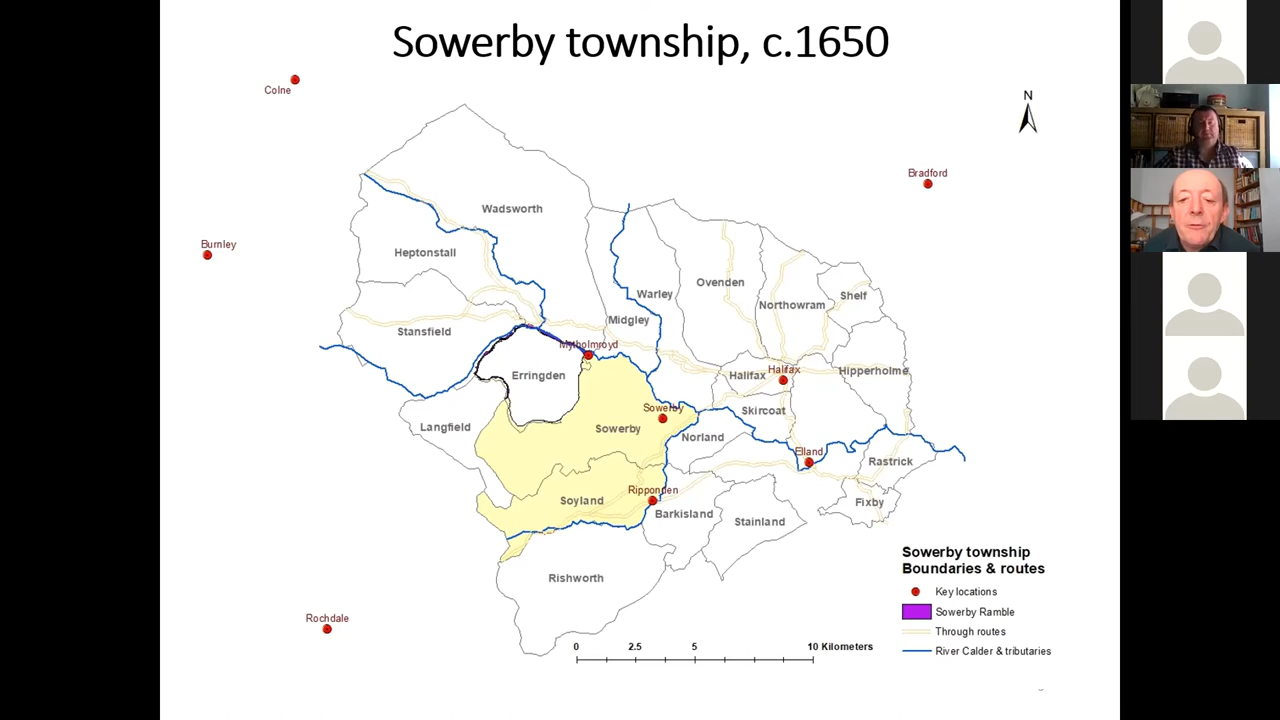 Sowerby township, c.1650
Colne
N
Bradford
Wadsworth
Burnley
Heptonstall
Ovenden
Warley
Shelf
Northowram
Midgley
Stansfield
Mytholmroyd
Halifax
Halifax
Hipperholme
Erringden
Sowerby
Skircoat
Langfield
Sowerby
Norland
Elland
Rastrick
Ripponden
Soyland
Fixby
Barkisland
Stainland
Sowerby township
Boundaries & routes
Rishworth
Key locations
Sowerby Ramble
Rochdale
Through routes
0 2.5 5 10 Kilometers
River Calder & tributaries